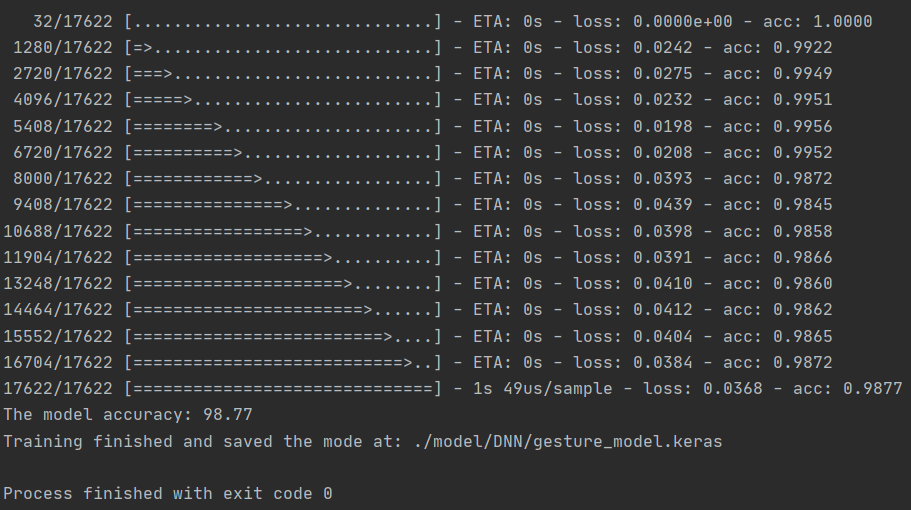 32/17622 [..............................] - ETA: 0s - loss: 0.0000e+00 - acc: 1.0000
1280/17622 [=>............................] - ETA: 0s - loss: 0.0242 - acc: 0.9922
2720/17622 [===>..........................] - ETA: 0s - loss: 0.0275 - acc: 0.9949
4096/17622 [=====>........................] - ETA: 0s - loss: 0.0232 - acc: 0.9951
5408/17622 [========>.....................] - ETA: 0s - loss: 0.0198 - acc: 0.9956
6720/17622 [==========>...................] - ETA: 0s - loss: 0.0208 - acc: 0.9952
8000/17622 [============>.................] - ETA: 0s - loss: 0.0393 - acc: 0.9872
9408/17622 [===============>..............] - ETA: 0s - loss: 0.0439 - acc: 0.9845
10688/17622 [=================>............] - ETA: 0s - loss: 0.0398 - acc: 0.9858
11904/17622 [===================>..........] - ETA: 0s - loss: 0.0391 - acc: 0.9866
13248/17622 [=====================>........] - ETA: 0s - loss: 0.0410 - acc: 0.9860
14464/17622 [=======================>......] - ETA: 0s - loss: 0.0412 - acc: 0.9862
15552/17622 [=========================>....] - ETA: 0s - loss: 0.0404 - acc: 0.9865
16704/17622 [===========================>..] - ETA: 0s - loss: 0.0384 - acc: 0.9872
17622/17622 [==============================] - 1s 49us/sample - loss: 0.0368 - acc: 0.9877
The model accuracy: 98.77
Training finished and saved the mode at: ./model/DNN/gesture_model.keras
Process finished with exit code 0